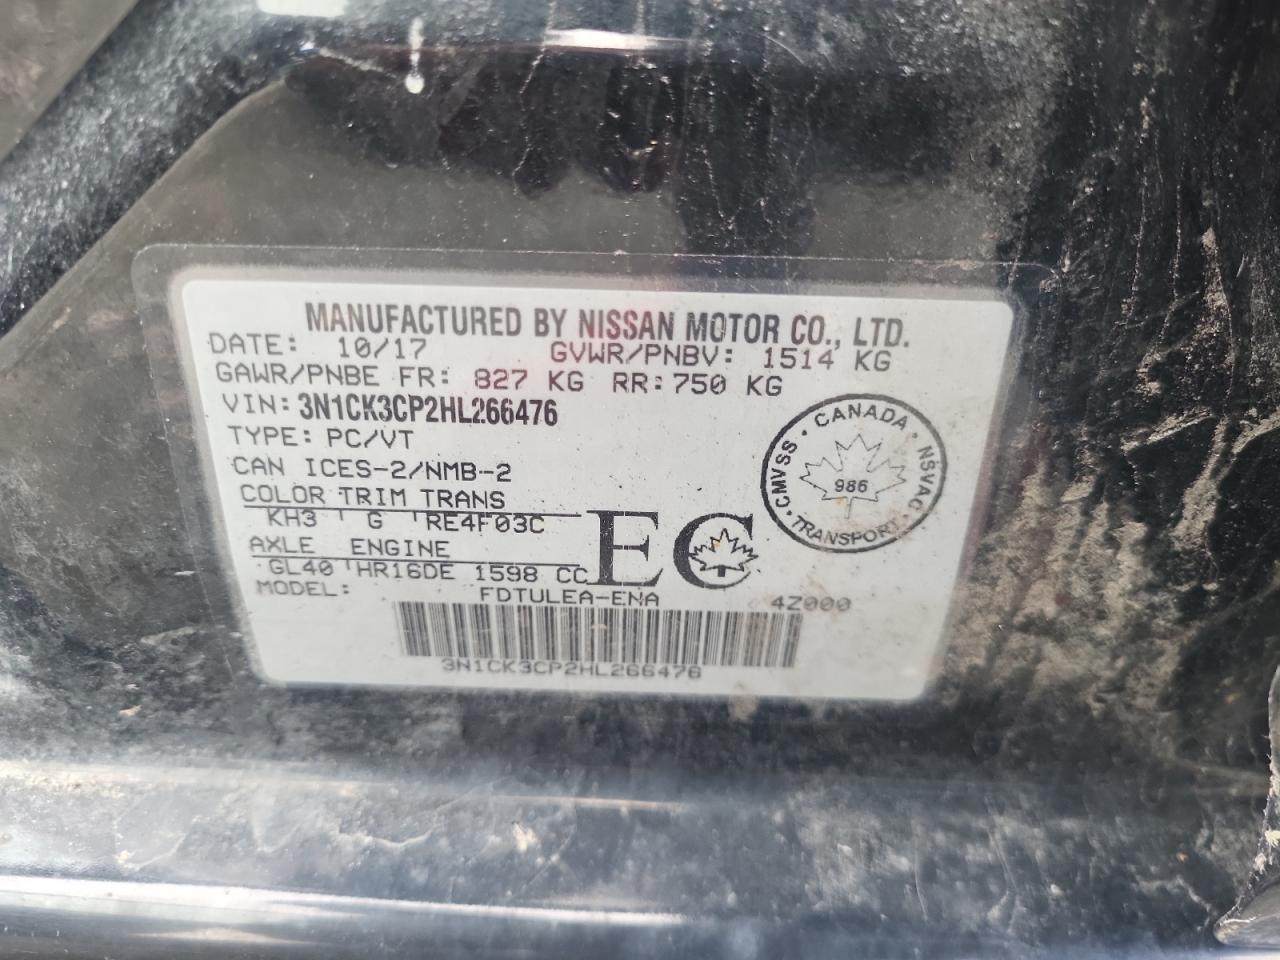 MANUFACTURED BY NISSAN MOTOR CO., LTD.
DATE: 10/17 GVWR/PNBV: 1514 KG
GAWR/PNBE FR: 827 KG RR: 750 KG
VIN: 3N1CK3CP2HL266476
TYPE: PC/VT
CAN ICES-2/NMB-2
COLOR TRIM TRANS
KH3 G RE4F03C
AXLE ENGINE
GL40 HR16DE 1598 CC
MODEL: FDTULEA-ENA 4Z000
3N1CK3CP2HL266476
EC
· CANADA · NSVAC · TRANSPORT · CMVSS
986